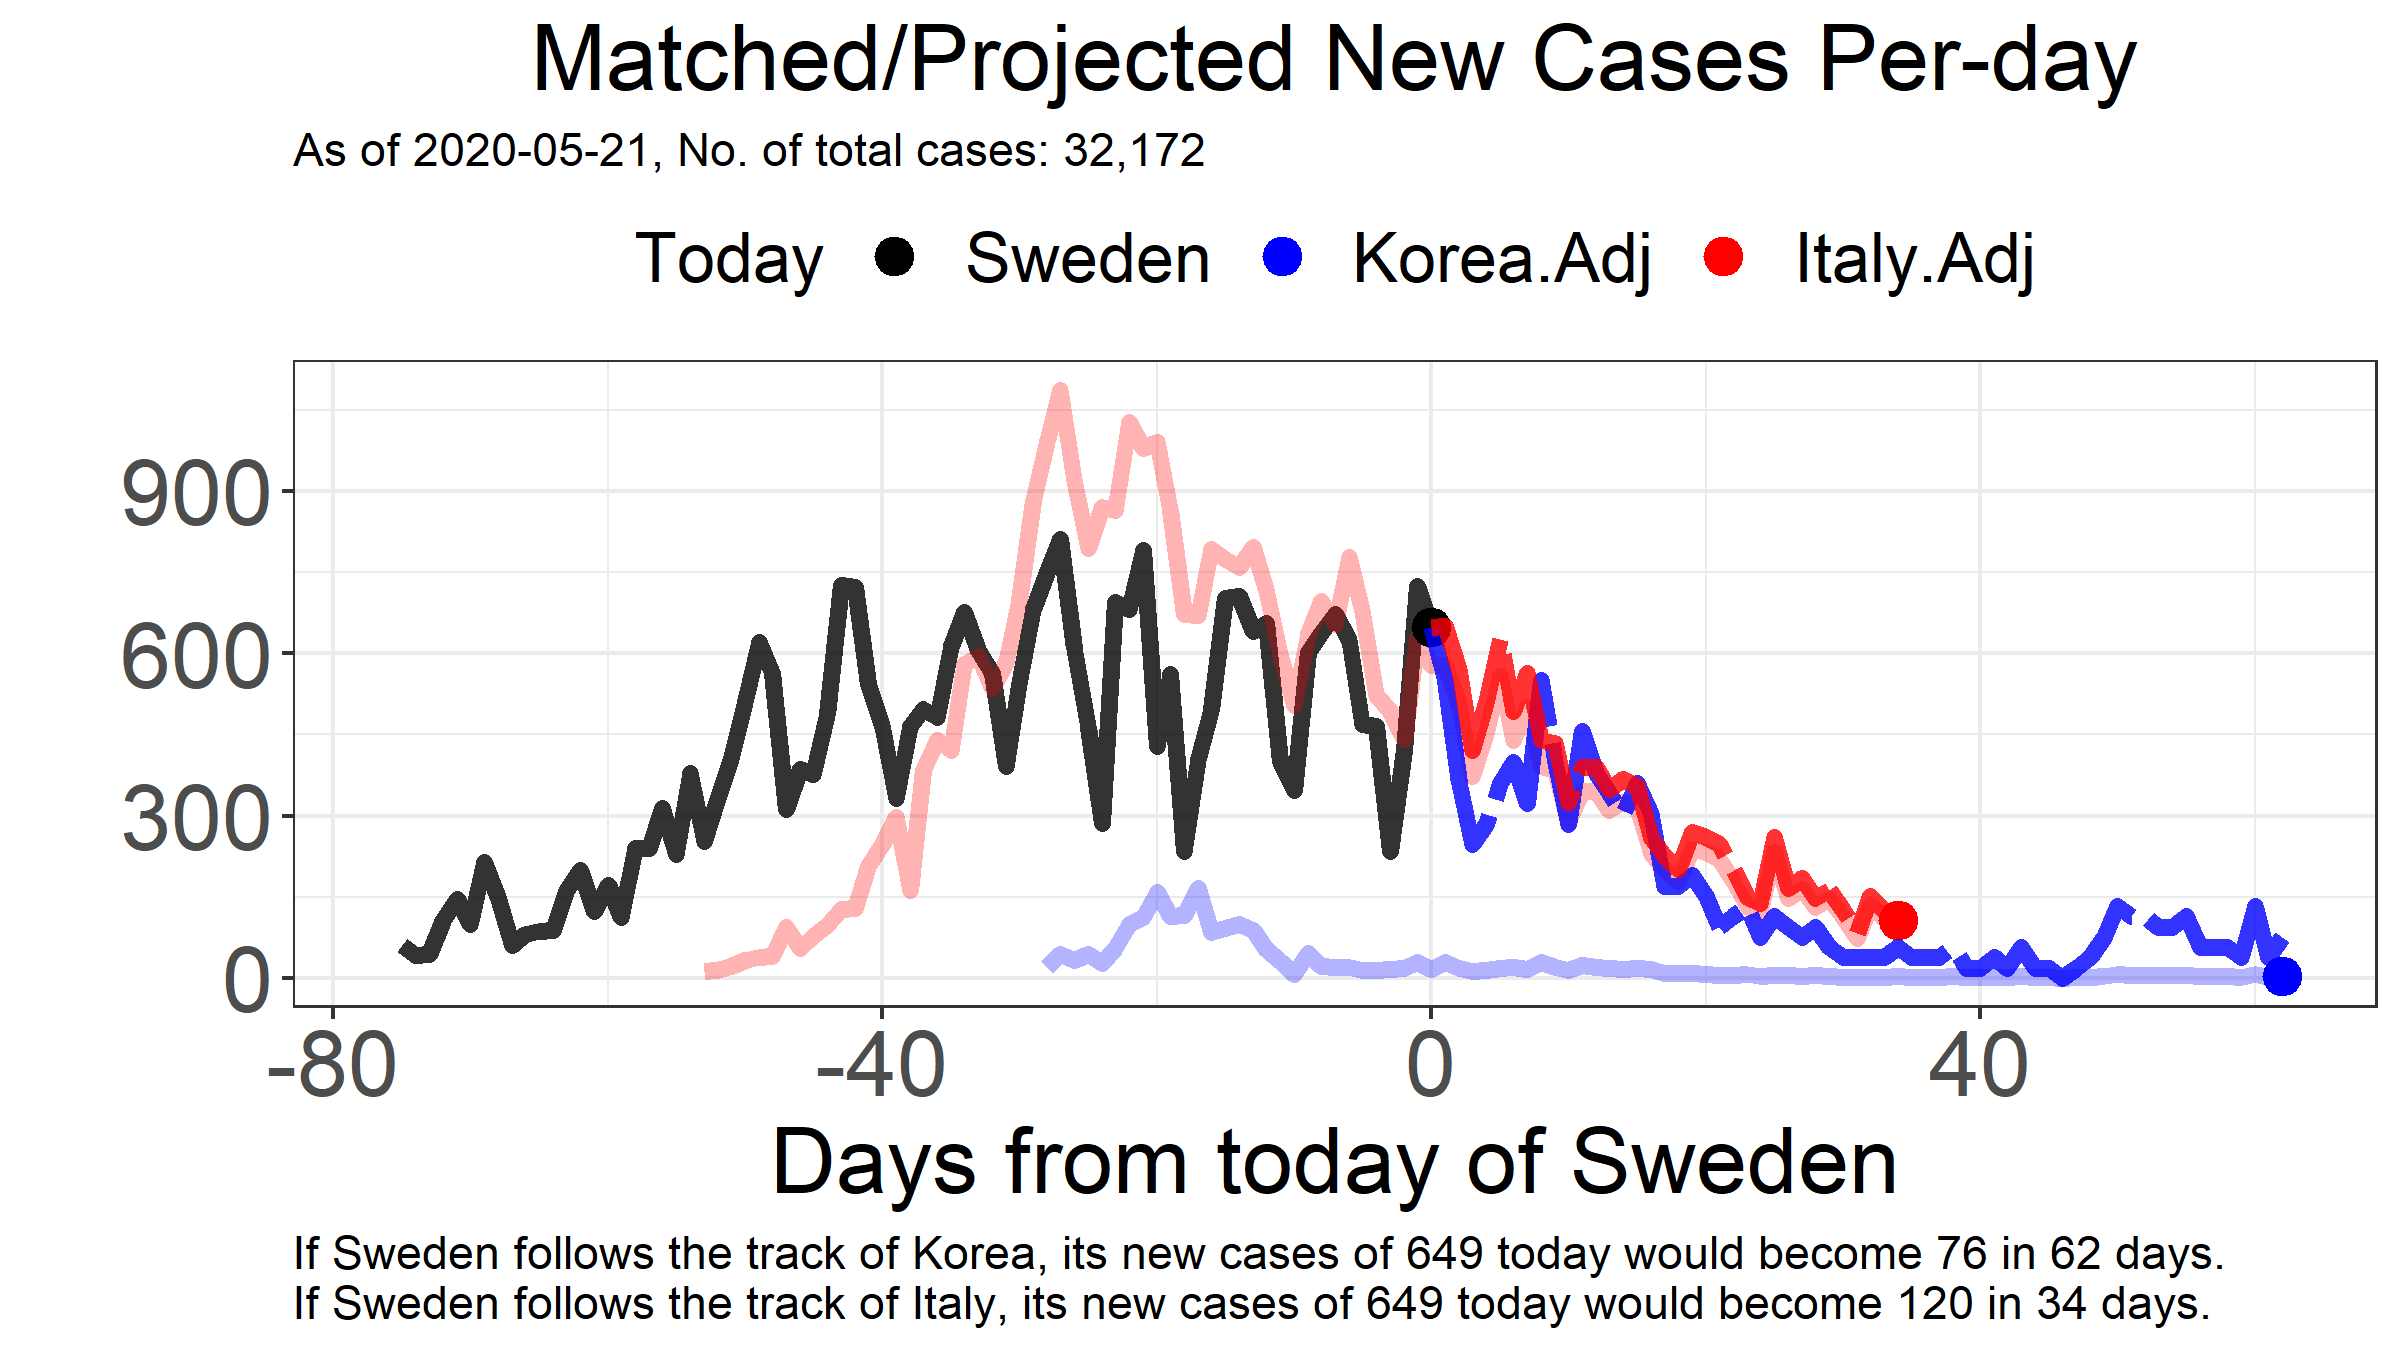 Matched/Projected New Cases Per-day
As of 2020-05-21, No. of total cases: 32,172
Today Sweden Korea.Adj Italy.Adj
900
600
300
0
-80 -40 0 40
Days from today of Sweden
If Sweden follows the track of Korea, its new cases of 649 today would become 76 in 62 days.
If Sweden follows the track of Italy, its new cases of 649 today would become 120 in 34 days.